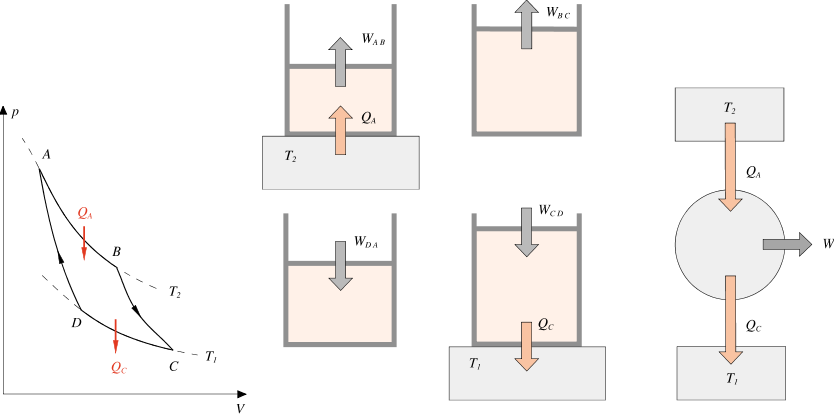 p
A
Q_A
B
T_2
D
T_1
Q_C
C
V
W_AB
Q_A
T_2
W_BC
W_DA
W_CD
Q_C
T_1
T_2
Q_A
W
Q_C
T_1